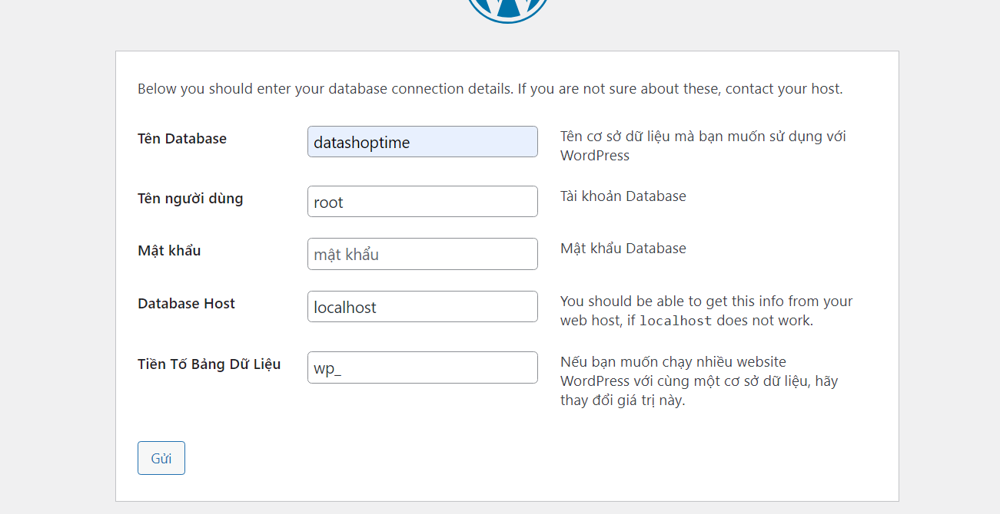 Below you should enter your database connection details. If you are not sure about these, contact your host.
Tên Database
datashoptime
Tên cơ sở dữ liệu mà bạn muốn sử dụng với
WordPress
Tên người dùng
root
Tài khoản Database
Mật khẩu
mật khẩu
Mật khẩu Database
Database Host
localhost
You should be able to get this info from your
web host, if localhost does not work.
Tiền Tố Bảng Dữ Liệu
wp_
Nếu bạn muốn chạy nhiều website
WordPress với cùng một cơ sở dữ liệu, hãy
thay đổi giá trị này.
Gửi